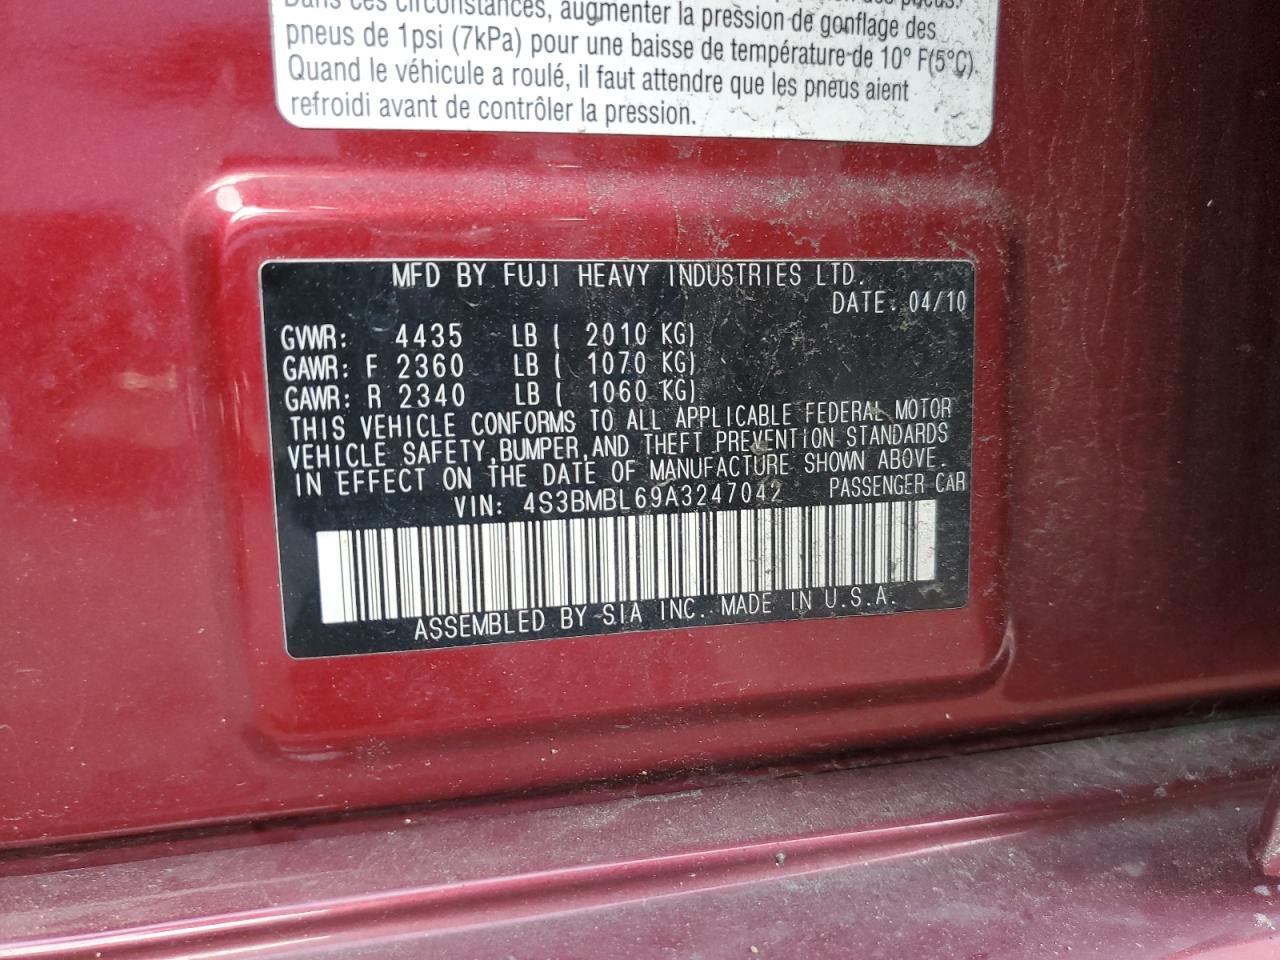 Dans ces circonstances, augmenter la pression de gonflage des
pneus de 1psi (7kPa) pour une baisse de température de 10° F(5°C).
Quand le véhicule a roulé, il faut attendre que les pneus aient
refroidi avant de contrôler la pression.
MFD BY FUJI HEAVY INDUSTRIES LTD.
DATE. 04/10
GVWR: 4435 LB ( 2010 KG)
GAWR: F 2360 LB ( 1070 KG)
GAWR: R 2340 LB ( 1060 KG)
THIS VEHICLE CONFORMS TO ALL APPLICABLE FEDERAL MOTOR
VEHICLE SAFETY,BUMPER,AND THEFT PREVENTION STANDARDS
IN EFFECT ON THE DATE OF MANUFACTURE SHOWN ABOVE.
VIN: 4S3BMBL69A3247042 PASSENGER CAR
ASSEMBLED BY SIA INC. MADE IN U.S.A.